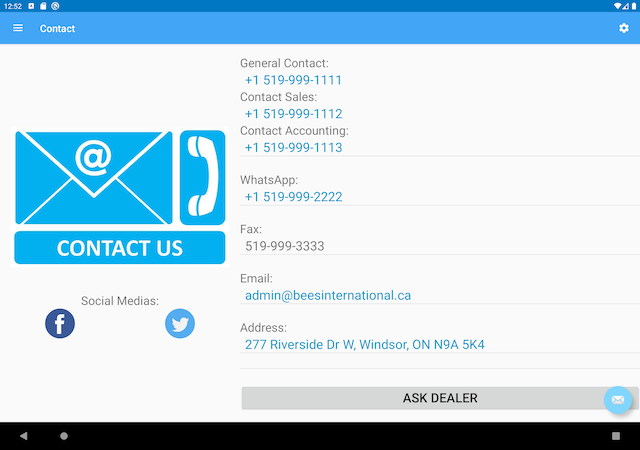 12:52
Contact
General Contact:
+1 519-999-1111
Contact Sales:
+1 519-999-1112
Contact Accounting:
+1 519-999-1113
WhatsApp:
+1 519-999-2222
Fax:
519-999-3333
Email:
admin@beesinternational.ca
Address:
277 Riverside Dr W, Windsor, ON N9A 5K4
ASK DEALER
@
CONTACT US
Social Medias: